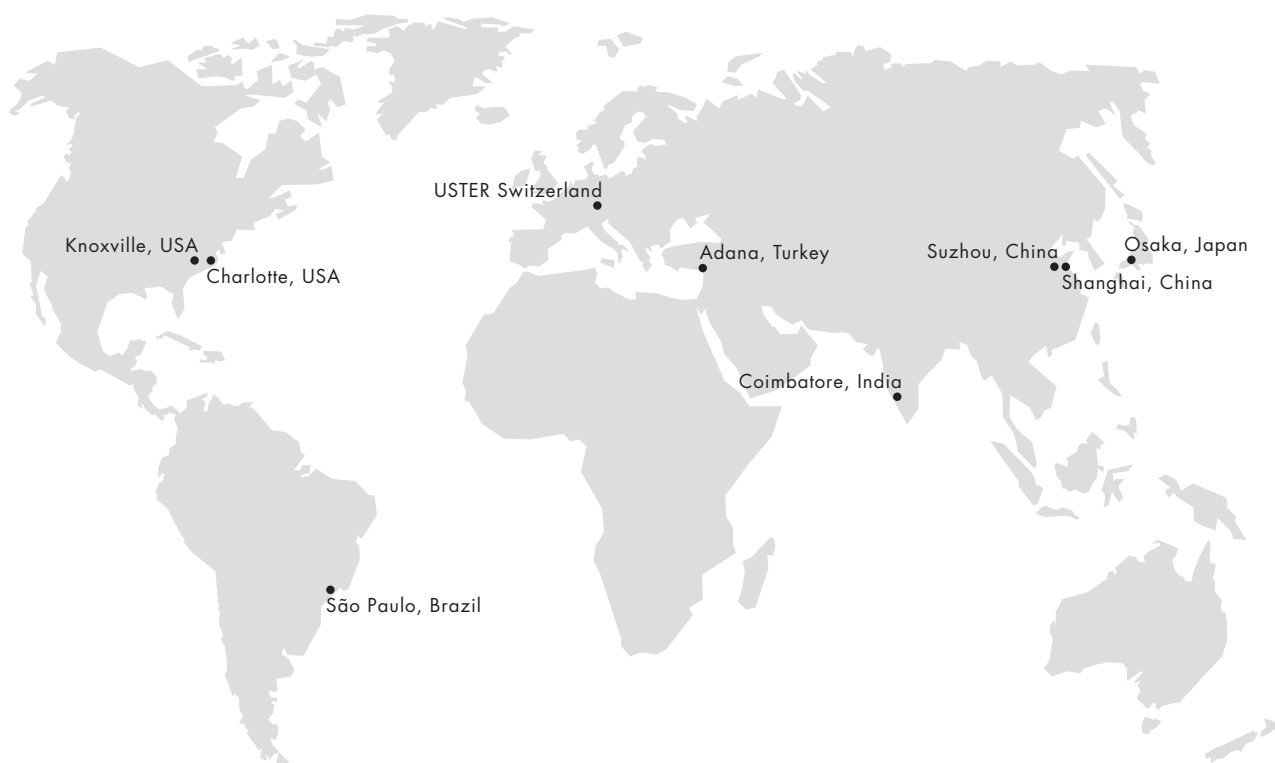 USTER Switzerland
Knoxville, USA
Charlotte, USA
Adana, Turkey
Suzhou, China
Osaka, Japan
Shanghai, China
Coimbatore, India
São Paulo, Brazil